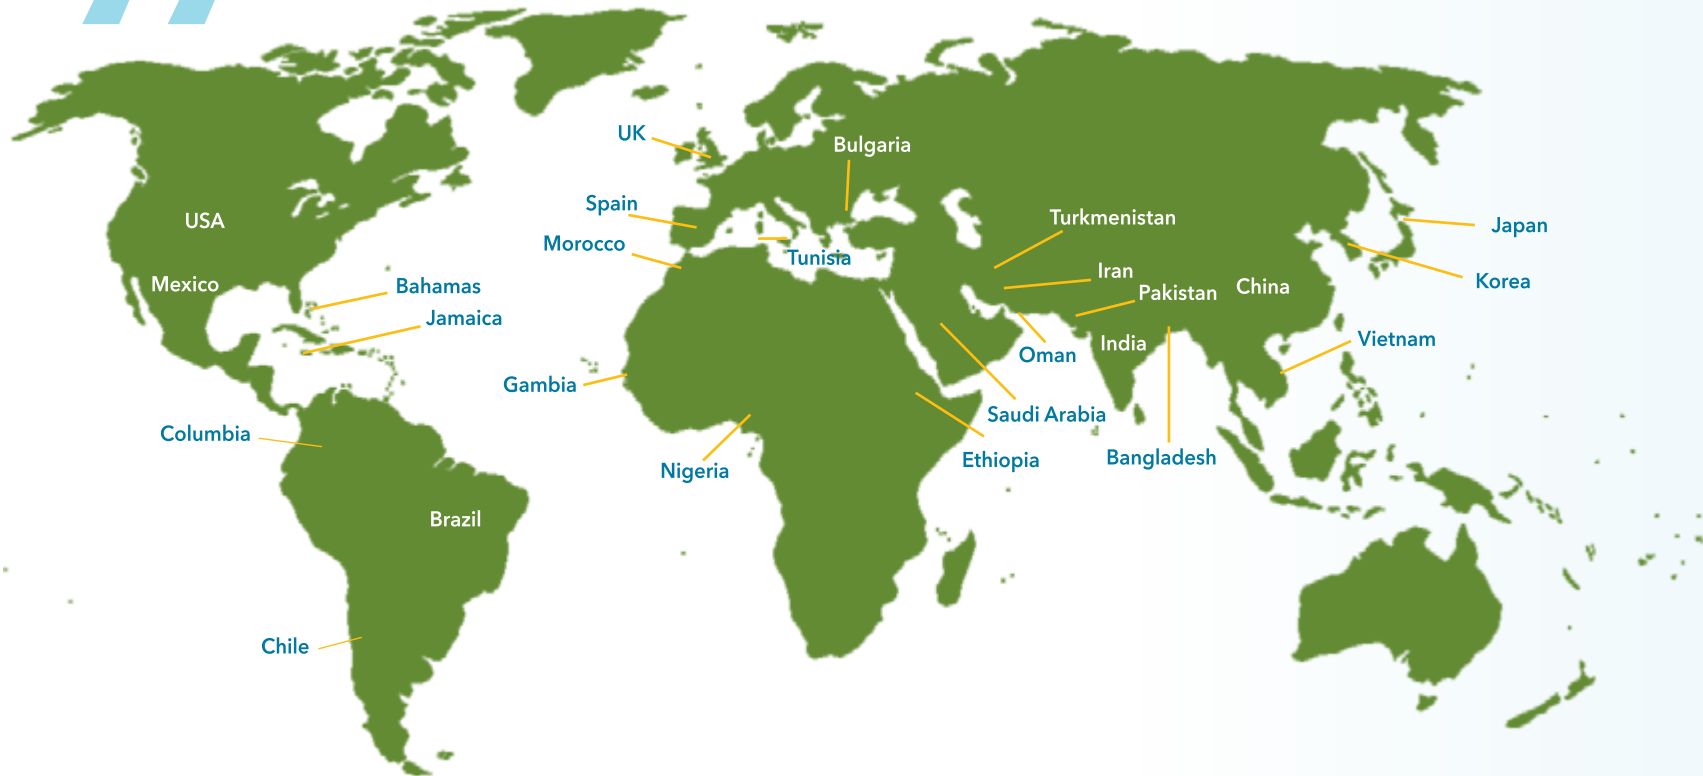 UK
Bulgaria
Spain
USA
Turkmenistan
Japan
Morocco
Tunisia
Iran
Korea
Mexico
Bahamas
Pakistan
China
Jamaica
Vietnam
India
Oman
Gambia
Saudi Arabia
Columbia
Ethiopia
Bangladesh
Nigeria
Brazil
Chile